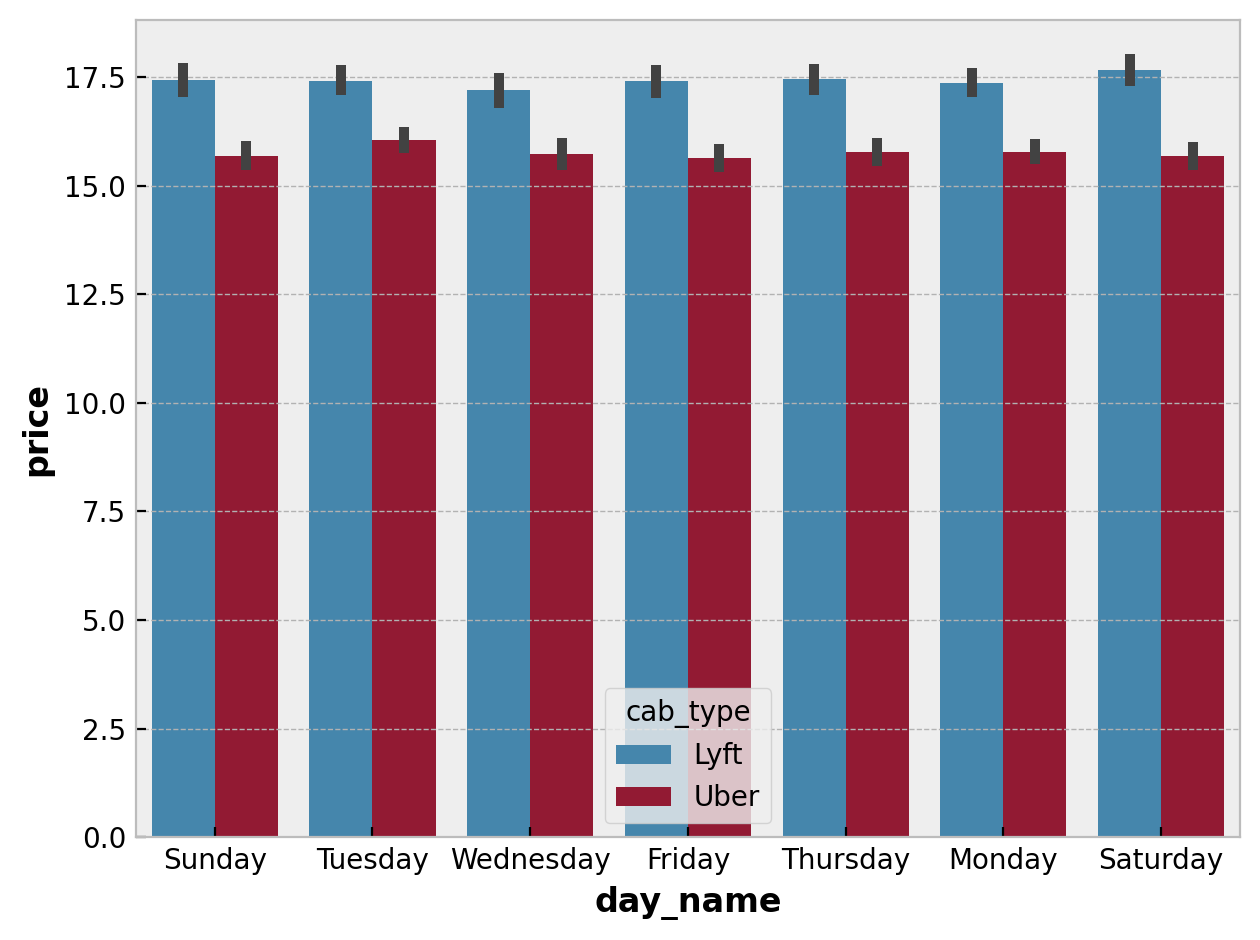 17.5
15.0
12.5
10.0
7.5
5.0
2.5
0.0
price
cab_type
Lyft
Uber
Sunday Tuesday Wednesday Friday Thursday Monday Saturday
day_name